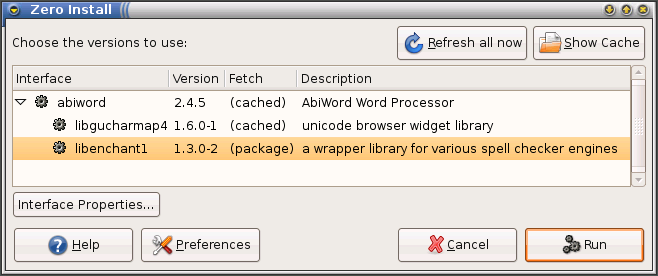 Zero Install
Choose the versions to use:
Refresh all now
Show Cache
Interface Version Fetch Description
abiword 2.4.5 (cached) AbiWord Word Processor
libgucharmap4 1.6.0-1 (cached) unicode browser widget library
libenchant1 1.3.0-2 (package) a wrapper library for various spell checker engines
Interface Properties...
Help Preferences Cancel Run